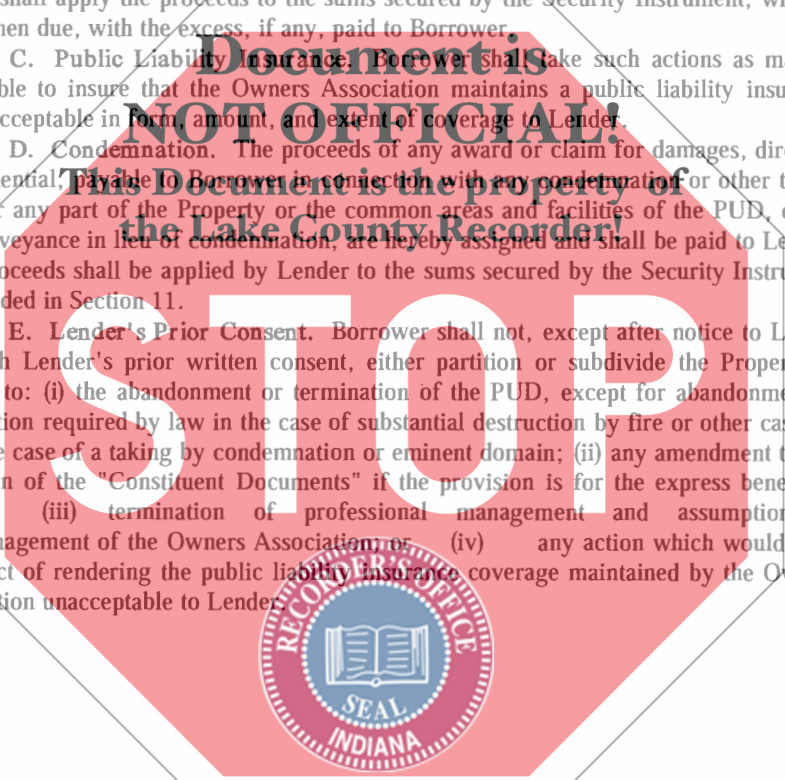 shall apply the proceeds to the sums secured by the Security Instrument, w
hen due, with the excess, if any, paid to Borrower.
Document is
C. Public Liability Insurance. Borrower shall take such actions as m
ble to insure that the Owners Association maintains a public liability insu
NOT OFFICIAL!
cceptable in form, amount, and extent of coverage to Lender.
D. Condemnation. The proceeds of any award or claim for damages, dir
This Document is the property of
ential, payable to Borrower in connection with any condemnation or other t
any part of the Property or the common areas and facilities of the PUD,
the Lake County Recorder!
veyance in lieu of condemnation, are hereby assigned and shall be paid to Le
oceeds shall be applied by Lender to the sums secured by the Security Instru
ded in Section 11.
STOP
E. Lender's Prior Consent. Borrower shall not, except after notice to L
h Lender's prior written consent, either partition or subdivide the Proper
to: (i) the abandonment or termination of the PUD, except for abandonme
tion required by law in the case of substantial destruction by fire or other cas
e case of a taking by condemnation or eminent domain; (ii) any amendment t
n of the "Constituent Documents" if the provision is for the express bene
(iii) termination of professional management and assumption
nagement of the Owners Association; or (iv) any action which would
ct of rendering the public liability insurance coverage maintained by the Ow
tion unacceptable to Lender.
RECORDER'S OFFICE
SEAL
INDIANA